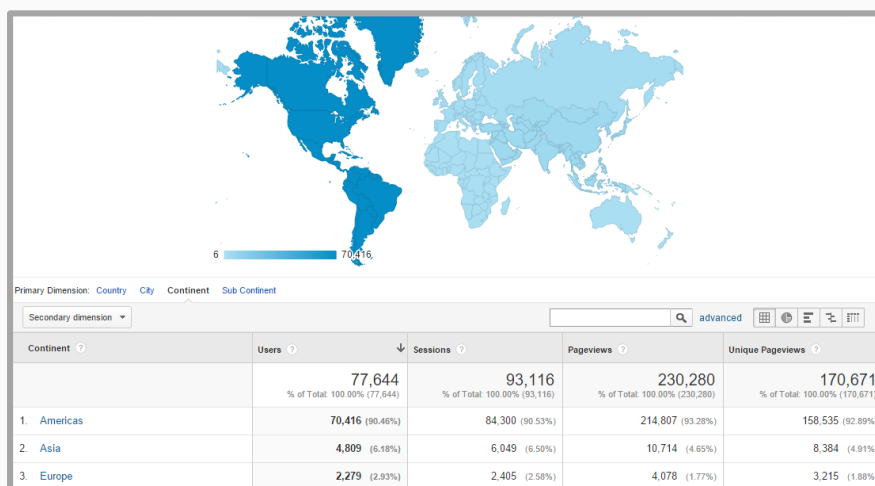 6 70,416
Primary Dimension: Country City Continent Sub Continent
Secondary dimension advanced
Continent Users Sessions Pageviews Unique Pageviews
77,644 93,116 230,280 170,671
% of Total: 100.00% (77,644) % of Total: 100.00% (93,116) % of Total: 100.00% (230,280) % of Total: 100.00% (170,671)
1. Americas 70,416 (90.46%) 84,300 (90.53%) 214,807 (93.28%) 158,535 (92.89%
2. Asia 4,809 (6.18%) 6,049 (6.50%) 10,714 (4.65%) 8,384 (4.91%
3. Europe 2,279 (2.93%) 2,405 (2.58%) 4,078 (1.77%) 3,215 (1.88%